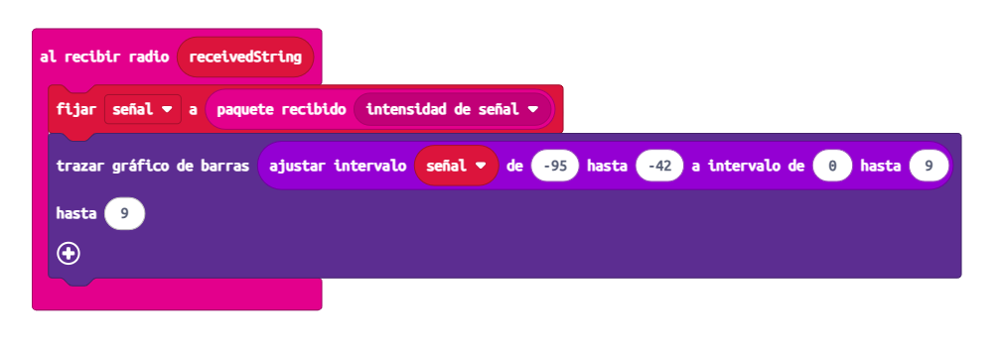 al recibir radio receivedString
fijar señal a paquete recibido intensidad de señal
trazar gráfico de barras ajustar intervalo señal de -95 hasta -42 a intervalo de 0 hasta 9
hasta 9